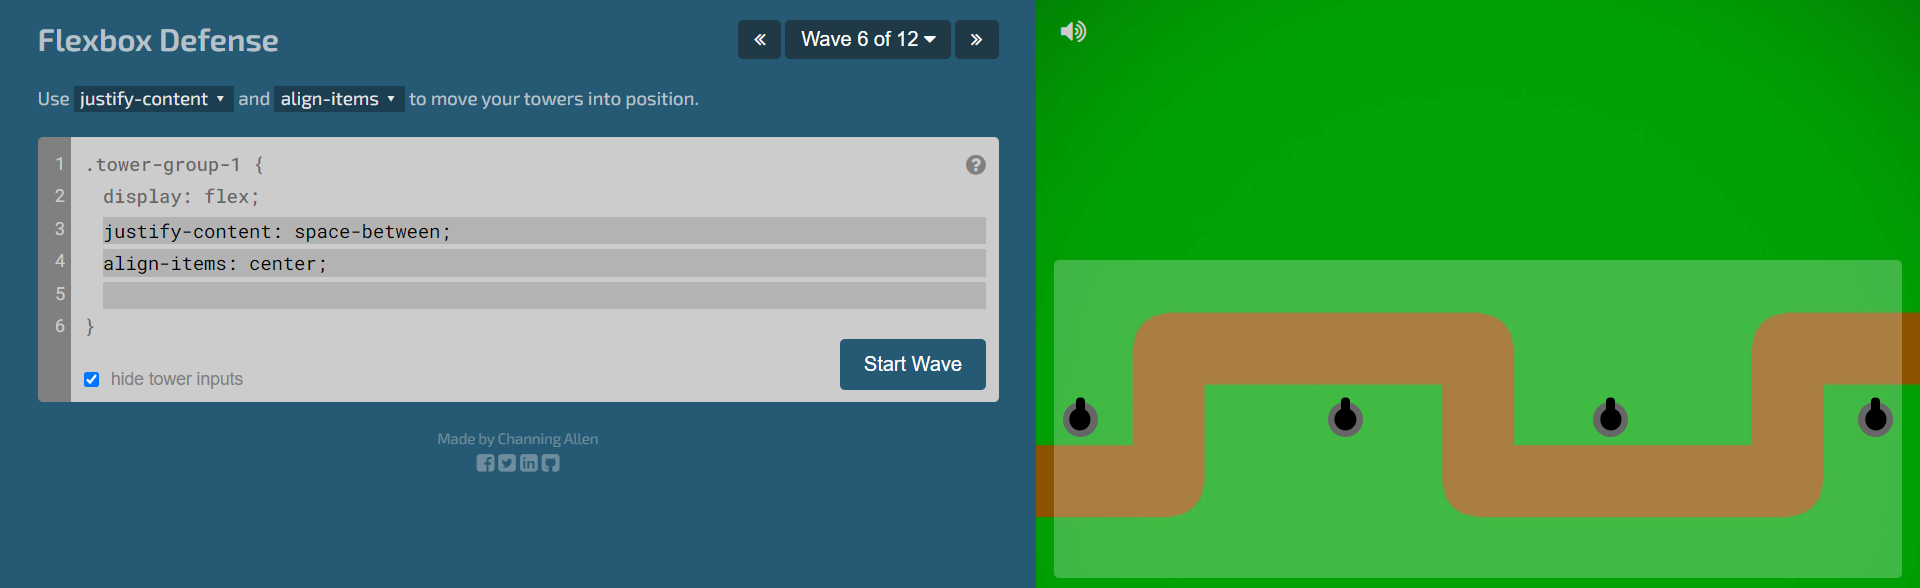 Flexbox Defense
« Wave 6 of 12 »
Use justify-content and align-items to move your towers into position.
1 .tower-group-1 {
2 display: flex;
3 justify-content: space-between;
4 align-items: center;
5
6 }
hide tower inputs
Start Wave
Made by Channing Allen